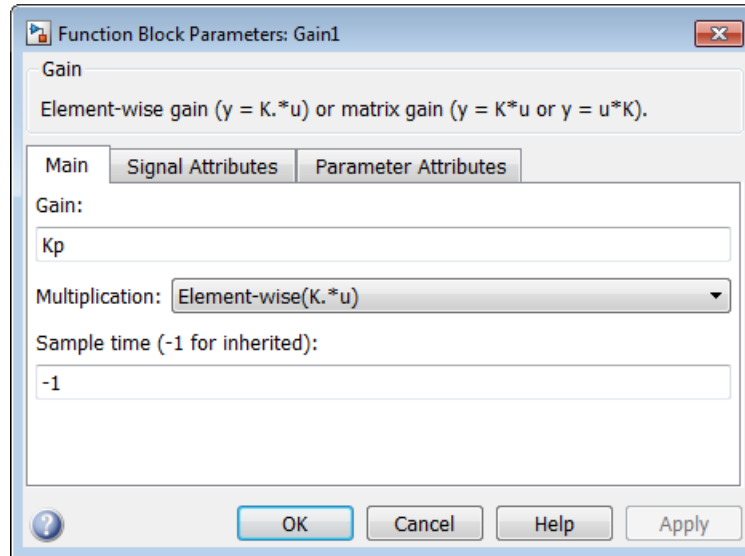 Function Block Parameters: Gain1
Gain
Element-wise gain (y = K.*u) or matrix gain (y = K*u or y = u*K).
Main Signal Attributes Parameter Attributes
Gain:
Kp
Multiplication: Element-wise(K.*u)
Sample time (-1 for inherited):
-1
? OK Cancel Help Apply